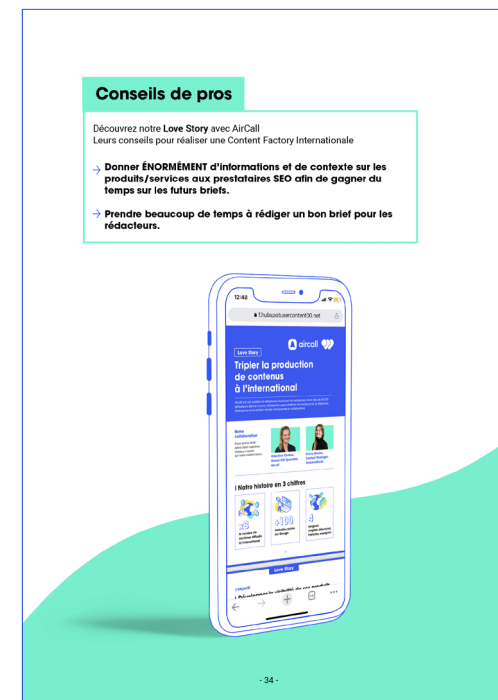 Conseils de pros
Découvrez notre Love Story avec AirCall
Leurs conseils pour réaliser une Content Factory Internationale
→ Donner ÉNORMÉMENT d'informations et de contexte sur les
produits/services aux prestataires SEO afin de gagner du
temps sur les futurs briefs.
→ Prendre beaucoup de temps à rédiger un bon brief pour les
rédacteurs.
12:48
f.hubspotusercontent30.net
aircall
Love Story
Tripler la production
de contenus
à l'international
Notre
collaboration
Notre histoire en 3 chiffres
x3
+100
4
Love Story
- 34 -